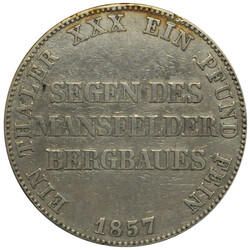 EIN THALER XXX EIN PFUND FEIN
SEGEN DES
MANSFELDER
BERGBAUES
1857